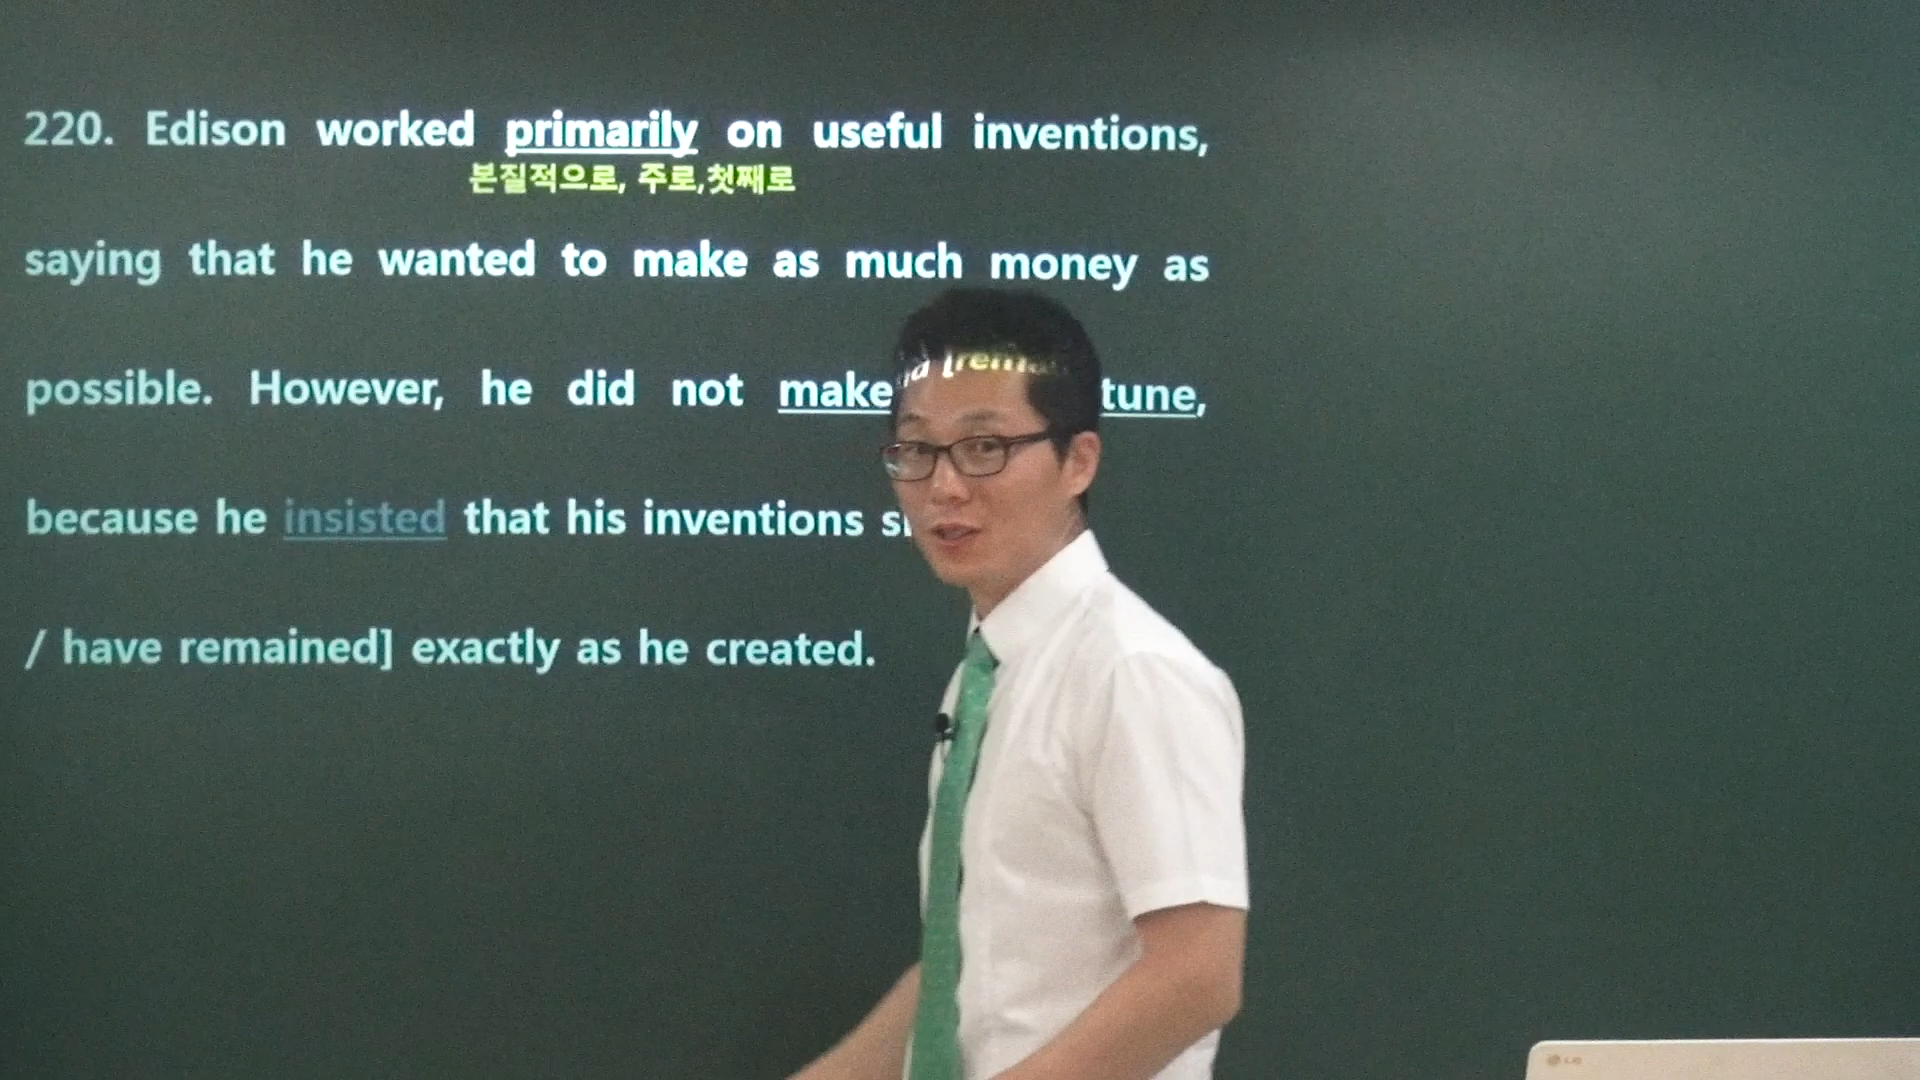 220. Edison worked primarily on useful inventions,
본질적으로, 주로,첫째로
saying that he wanted to make as much money as
possible. However, he did not make tune,
because he insisted that his inventions
/ have remained] exactly as he created.
LG